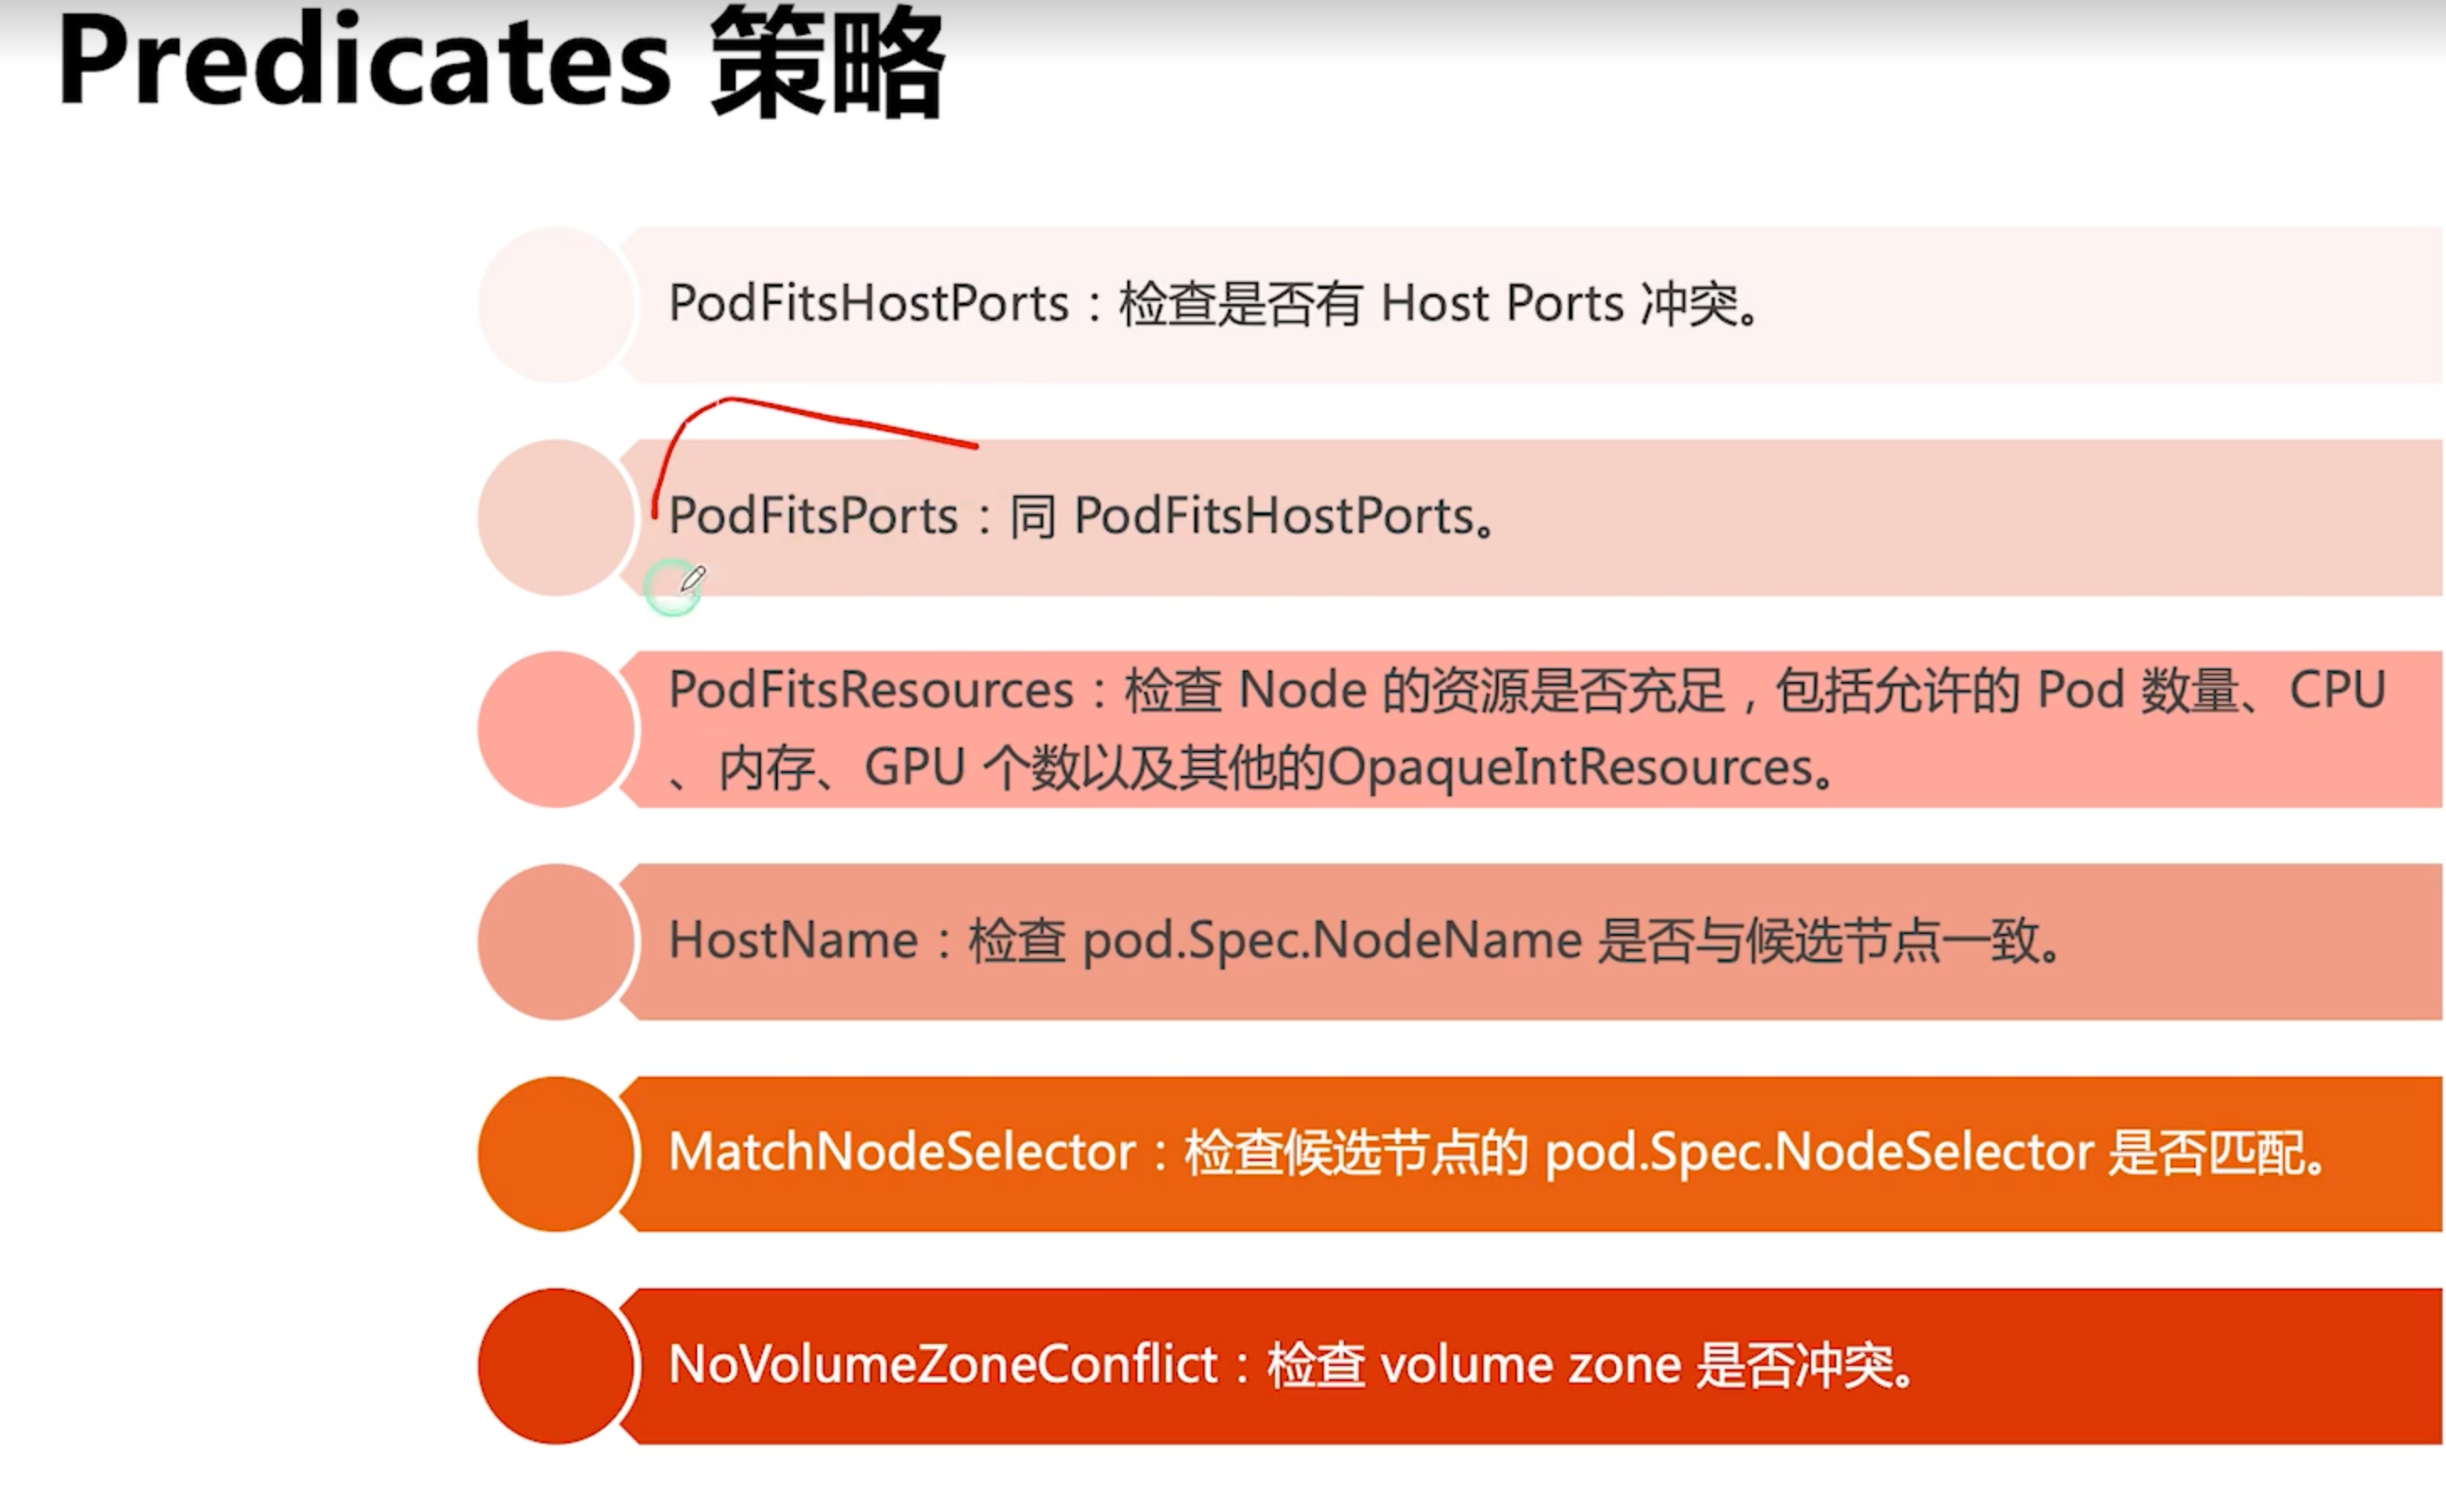 Predicates 策略
PodFitsHostPorts：检查是否有 Host Ports 冲突。
PodFitsPorts：同 PodFitsHostPorts。
PodFitsResources：检查 Node 的资源是否充足，包括允许的 Pod 数量、CPU
、内存、GPU 个数以及其他的OpaqueIntResources。
HostName：检查 pod.Spec.NodeName 是否与候选节点一致。
MatchNodeSelector：检查候选节点的 pod.Spec.NodeSelector 是否匹配。
NoVolumeZoneConflict：检查 volume zone 是否冲突。